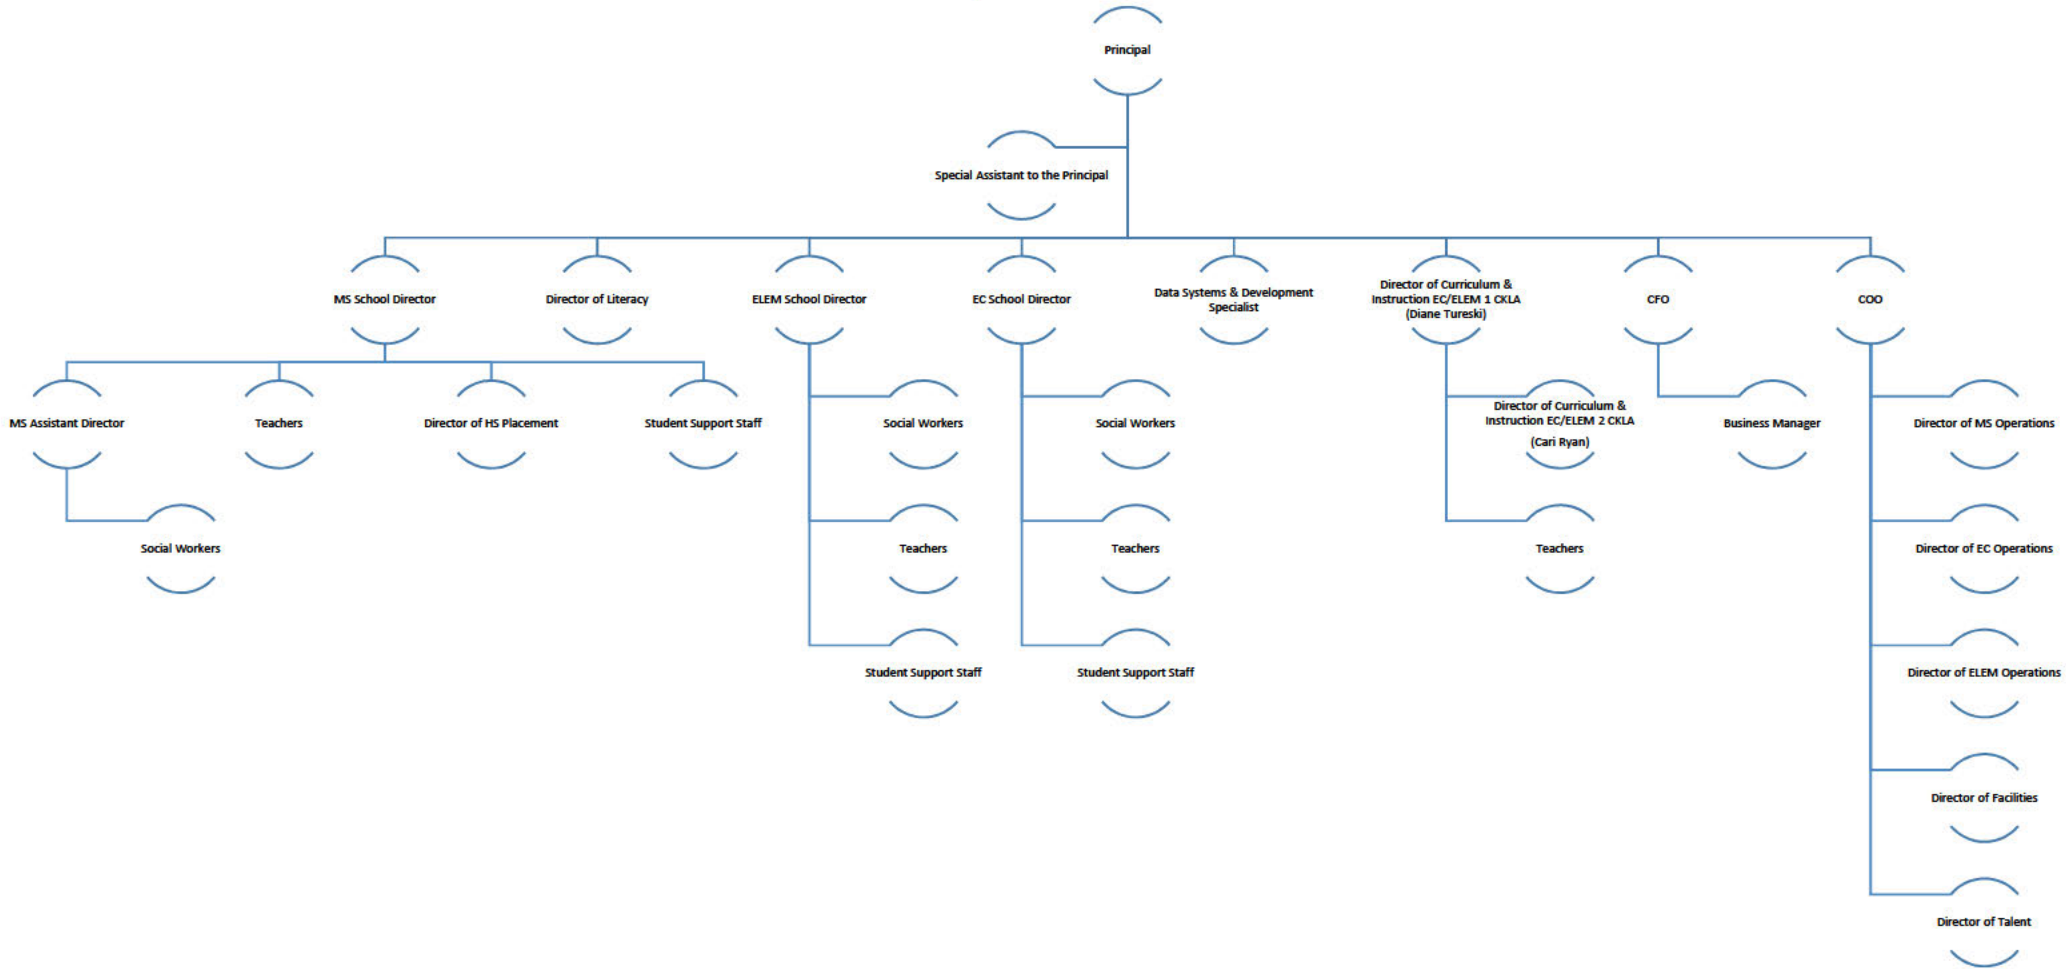 Principal
Special Assistant to the Principal
MS School Director
Director of Literacy
ELEM School Director
EC School Director
Data Systems & Development
Specialist
Director of Curriculum &
Instruction EC/ELEM 1 CKLA
(Diane Tureski)
CFO
COO
MS Assistant Director
Teachers
Director of HS Placement
Student Support Staff
Social Workers
Social Workers
Director of Curriculum &
Instruction EC/ELEM 2 CKLA
(Cari Ryan)
Business Manager
Director of MS Operations
Social Workers
Teachers
Teachers
Teachers
Director of EC Operations
Student Support Staff
Student Support Staff
Director of ELEM Operations
Director of Facilities
Director of Talent